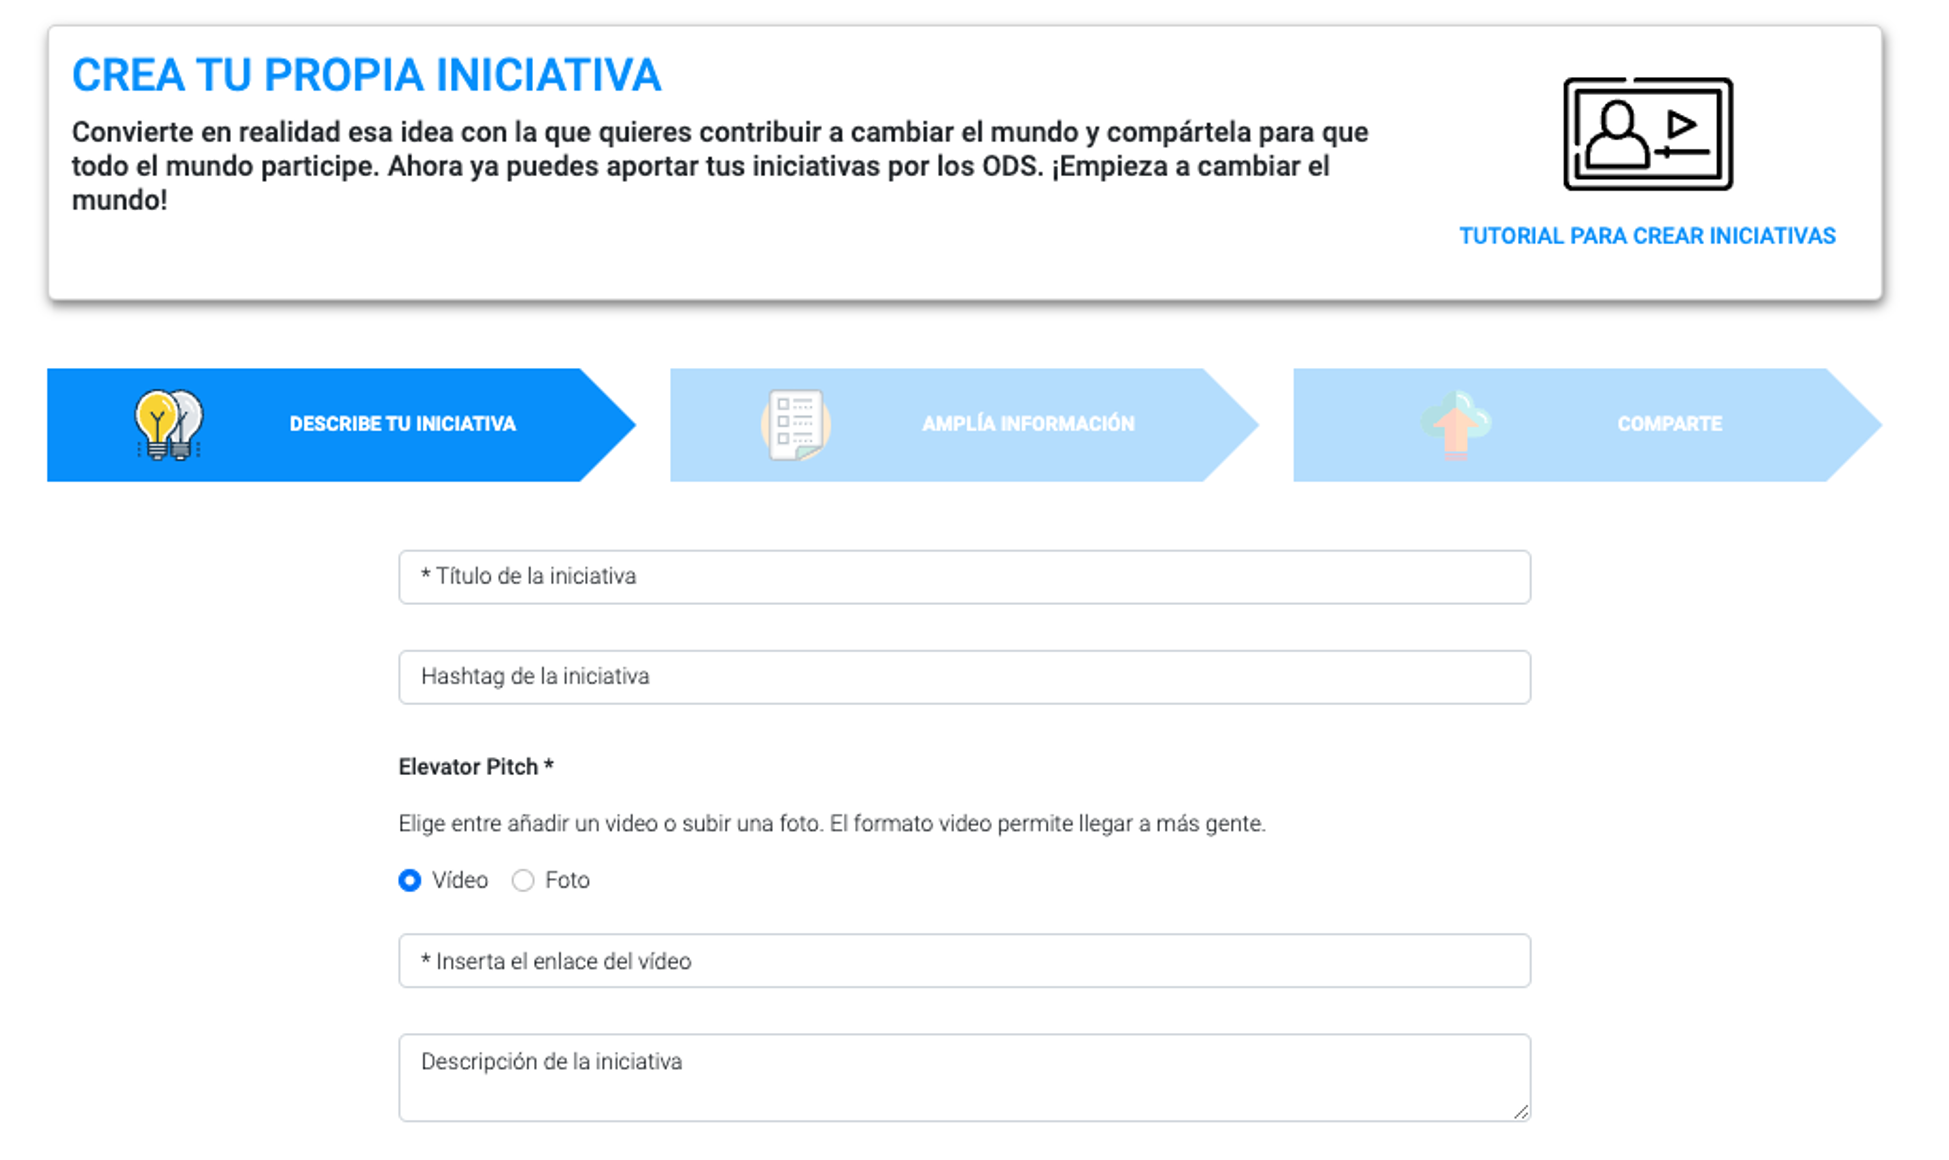 CREA TU PROPIA INICIATIVA
Convierte en realidad esa idea con la que quieres contribuir a cambiar el mundo y compártela para que
todo el mundo participe. Ahora ya puedes aportar tus iniciativas por los ODS. ¡Empieza a cambiar el
mundo!
TUTORIAL PARA CREAR INICIATIVAS
DESCRIBE TU INICIATIVA
AMPLÍA INFORMACIÓN
COMPARTE
* Título de la iniciativa
Hashtag de la iniciativa
Elevator Pitch *
Elige entre añadir un video o subir una foto. El formato video permite llegar a más gente.
Vídeo Foto
* Inserta el enlace del vídeo
Descripción de la iniciativa